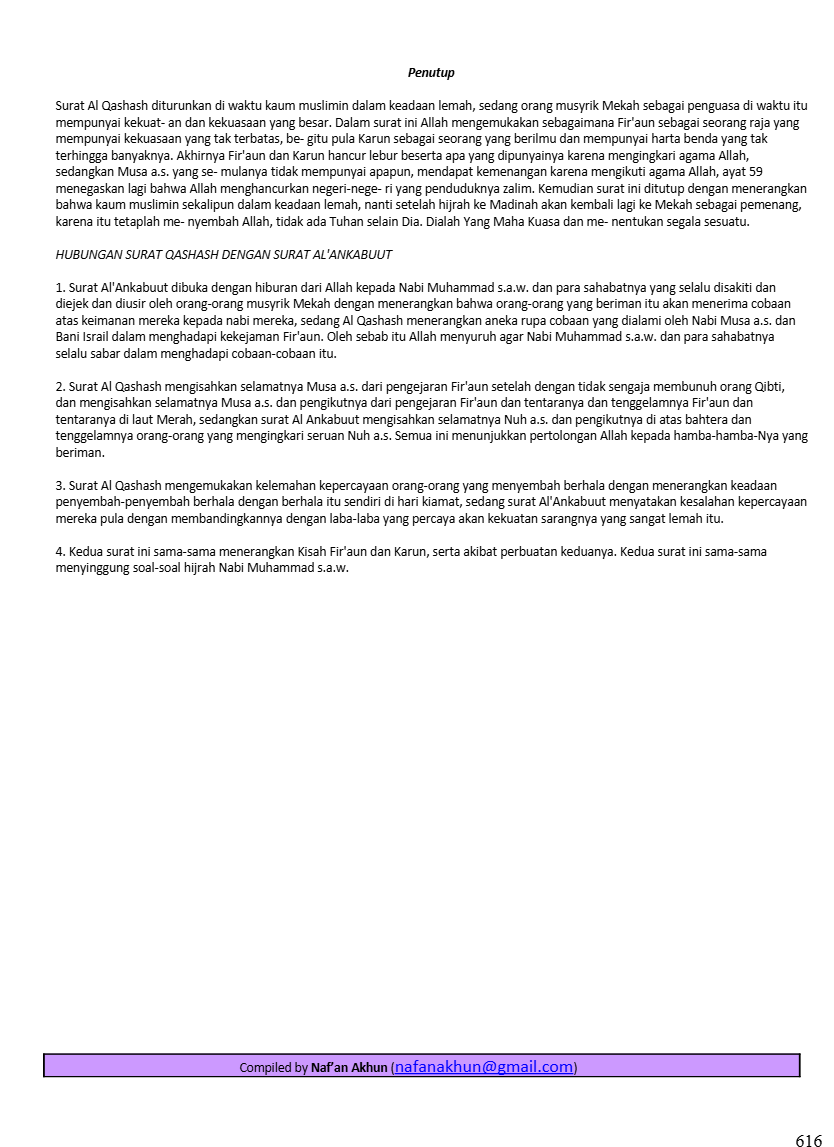 Penutup
Surat Al Qashash diturunkan di waktu kaum muslimin dalam keadaan lemah, sedang orang musyrik Mekah sebagai penguasa di waktu itu
mempunyai kekuat- an dan kekuasaan yang besar. Dalam surat ini Allah mengemukakan sebagaimana Fir'aun sebagai seorang raja yang
mempunyai kekuasaan yang tak terbatas, be- gitu pula Karun sebagai seorang yang berilmu dan mempunyai harta benda yang tak
terhingga banyaknya. Akhirnya Fir'aun dan Karun hancur lebur beserta apa yang dipunyainya karena mengingkari agama Allah,
sedangkan Musa a.s. yang se- mulanya tidak mempunyai apapun, mendapat kemenangan karena mengikuti agama Allah, ayat 59
menegaskan lagi bahwa Allah menghancurkan negeri-nege- ri yang penduduknya zalim. Kemudian surat ini ditutup dengan menerangkan
bahwa kaum muslimin sekalipun dalam keadaan lemah, nanti setelah hijrah ke Madinah akan kembali lagi ke Mekah sebagai pemenang,
karena itu tetaplah me- nyembah Allah, tidak ada Tuhan selain Dia. Dialah Yang Maha Kuasa dan me- nentukan segala sesuatu.
HUBUNGAN SURAT QASHASH DENGAN SURAT AL'ANKABUUT
1. Surat Al'Ankabuut dibuka dengan hiburan dari Allah kepada Nabi Muhammad s.a.w. dan para sahabatnya yang selalu disakiti dan
diejek dan diusir oleh orang-orang musyrik Mekah dengan menerangkan bahwa orang-orang yang beriman itu akan menerima cobaan
atas keimanan mereka kepada nabi mereka, sedang Al Qashash menerangkan aneka rupa cobaan yang dialami oleh Nabi Musa a.s. dan
Bani Israil dalam menghadapi kekejaman Fir'aun. Oleh sebab itu Allah menyuruh agar Nabi Muhammad s.a.w. dan para sahabatnya
selalu sabar dalam menghadapi cobaan-cobaan itu.
2. Surat Al Qashash mengisahkan selamatnya Musa a.s. dari pengejaran Fir'aun setelah dengan tidak sengaja membunuh orang Qibti,
dan mengisahkan selamatnya Musa a.s. dan pengikutnya dari pengejaran Fir'aun dan tentaranya dan tenggelamnya Fir'aun dan
tentaranya di laut Merah, sedangkan surat Al Ankabuut mengisahkan selamatnya Nuh a.s. dan pengikutnya di atas bahtera dan
tenggelamnya orang-orang yang mengingkari seruan Nuh a.s. Semua ini menunjukkan pertolongan Allah kepada hamba-hamba-Nya yang
beriman.
3. Surat Al Qashash mengemukakan kelemahan kepercayaan orang-orang yang menyembah berhala dengan menerangkan keadaan
penyembah-penyembah berhala dengan berhala itu sendiri di hari kiamat, sedang surat Al'Ankabuut menyatakan kesalahan kepercayaan
mereka pula dengan membandingkannya dengan laba-laba yang percaya akan kekuatan sarangnya yang sangat lemah itu.
4. Kedua surat ini sama-sama menerangkan Kisah Fir'aun dan Karun, serta akibat perbuatan keduanya. Kedua surat ini sama-sama
menyinggung soal-soal hijrah Nabi Muhammad s.a.w.
Compiled by Naf’an Akhun (nafanakhun@gmail.com)
616